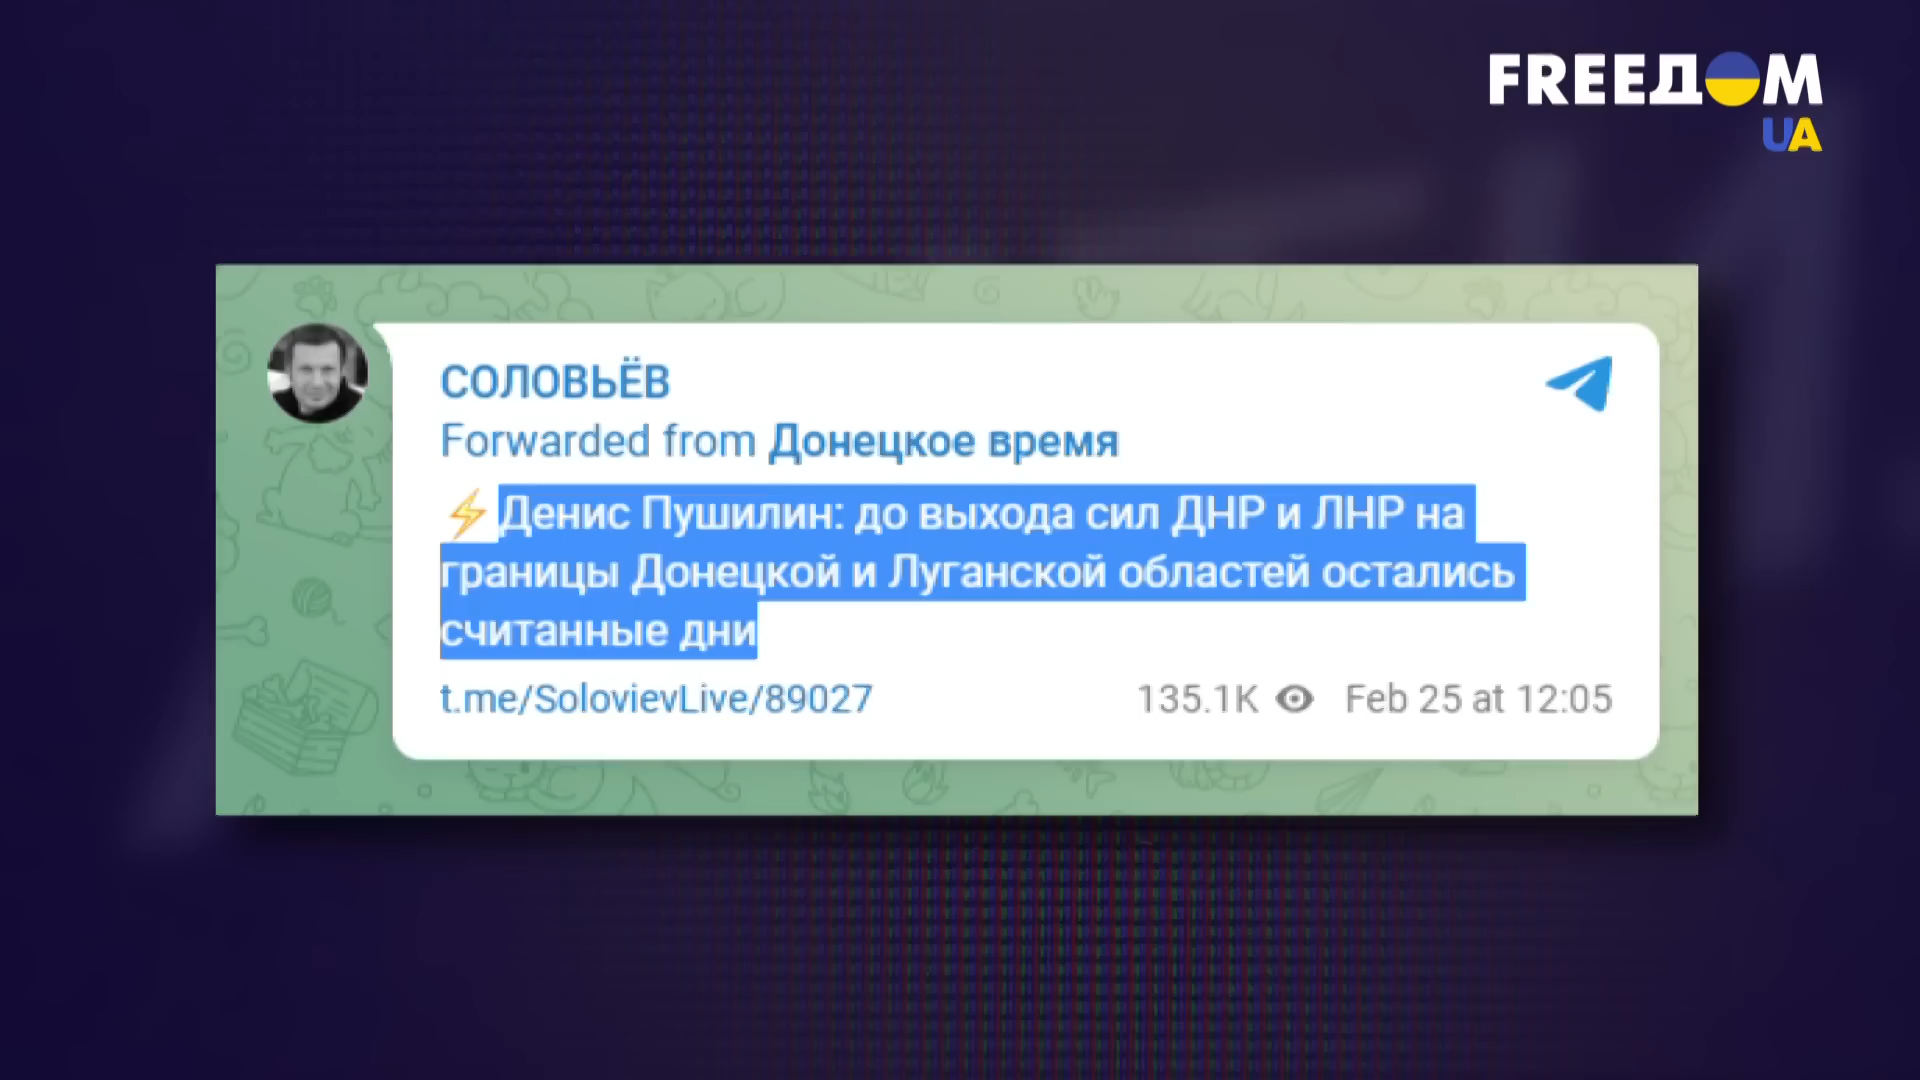 FREEДОM
UA
СОЛОВЬЁВ
Forwarded from Донецкое время
⚡Денис Пушилин: до выхода сил ДНР и ЛНР на
границы Донецкой и Луганской областей остались
считанные дни
t.me/SolovievLive/89027 135.1K Feb 25 at 12:05